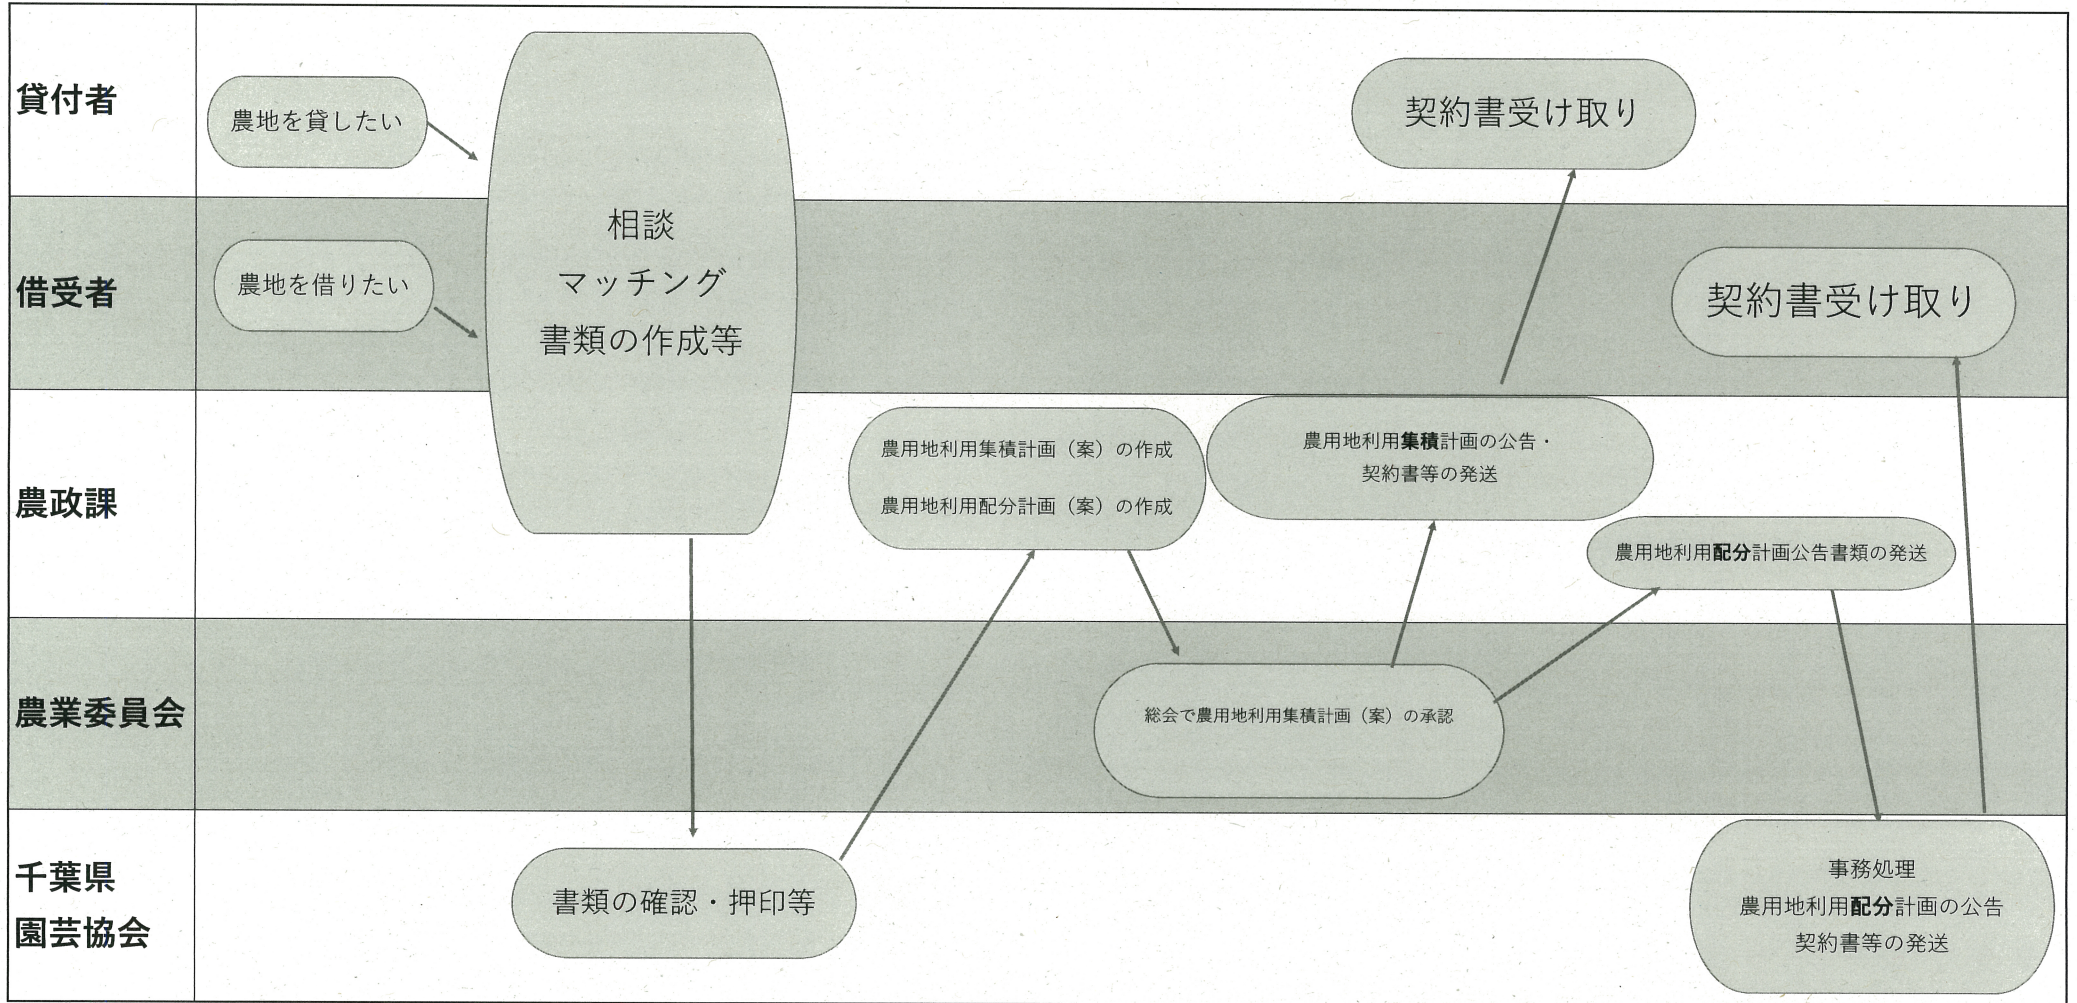 貸付者
農地を貸したい
契約書受け取り
借受者
農地を借りたい
相談
マッチング
書類の作成等
契約書受け取り
農政課
農用地利用集積計画（案）の作成
農用地利用配分計画（案）の作成
農用地利用集積計画の公告・
契約書等の発送
農用地利用配分計画公告書類の発送
農業委員会
総会で農用地利用集積計画（案）の承認
千葉県
園芸協会
書類の確認・押印等
事務処理
農用地利用配分計画の公告
契約書等の発送